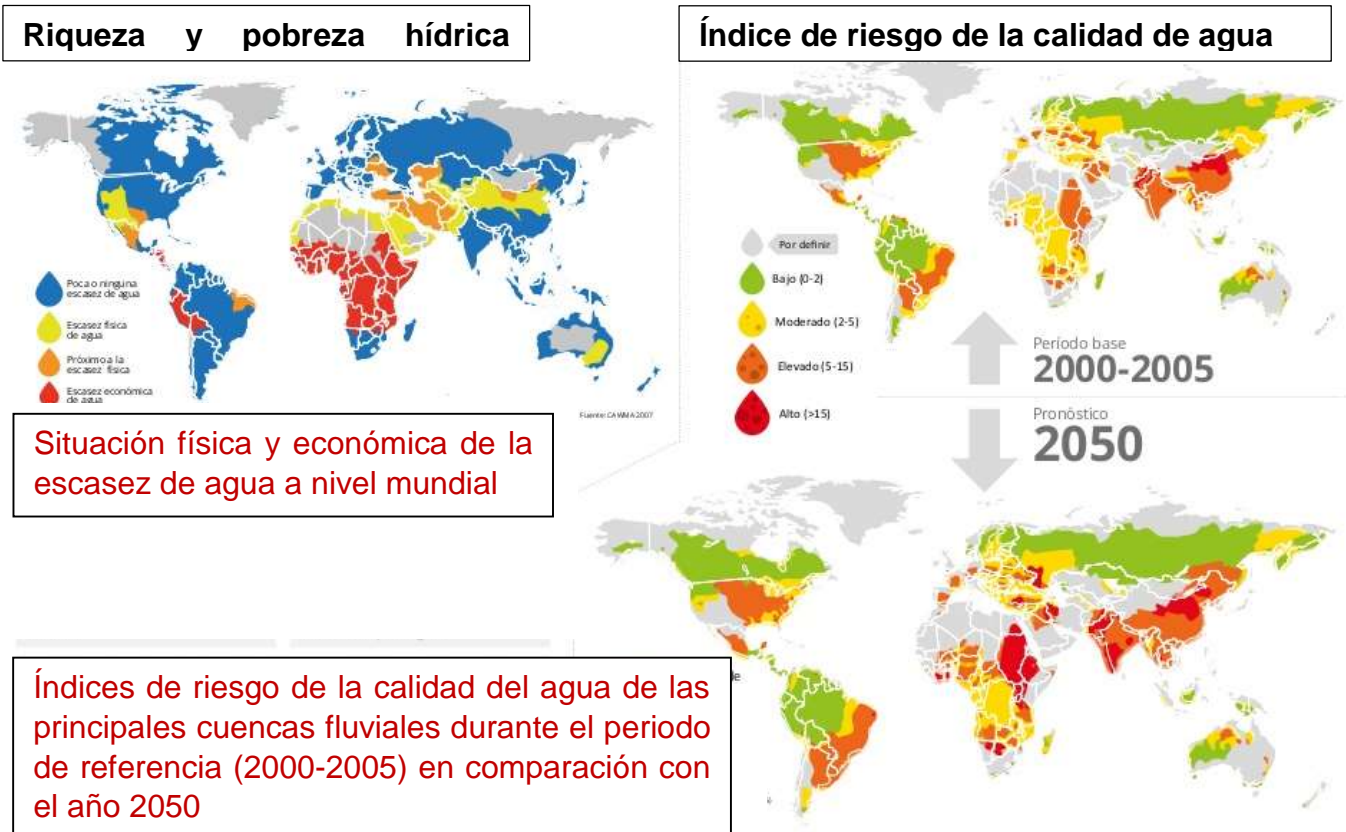 Riqueza y pobreza hídrica
Poca o ninguna
escasez de agua
Escasez física
de agua
Próximo a la
escasez física
Escasez económica
de agua
Fuente: CAWMA 2007
Situación física y económica de la
escasez de agua a nivel mundial
Índice de riesgo de la calidad de agua
Por definir
Bajo (0-2)
Moderado (2-5)
Elevado (5-15)
Alto (>15)
Período base
2000-2005
Pronóstico
2050
Índices de riesgo de la calidad del agua de las
principales cuencas fluviales durante el periodo
de referencia (2000-2005) en comparación con
el año 2050